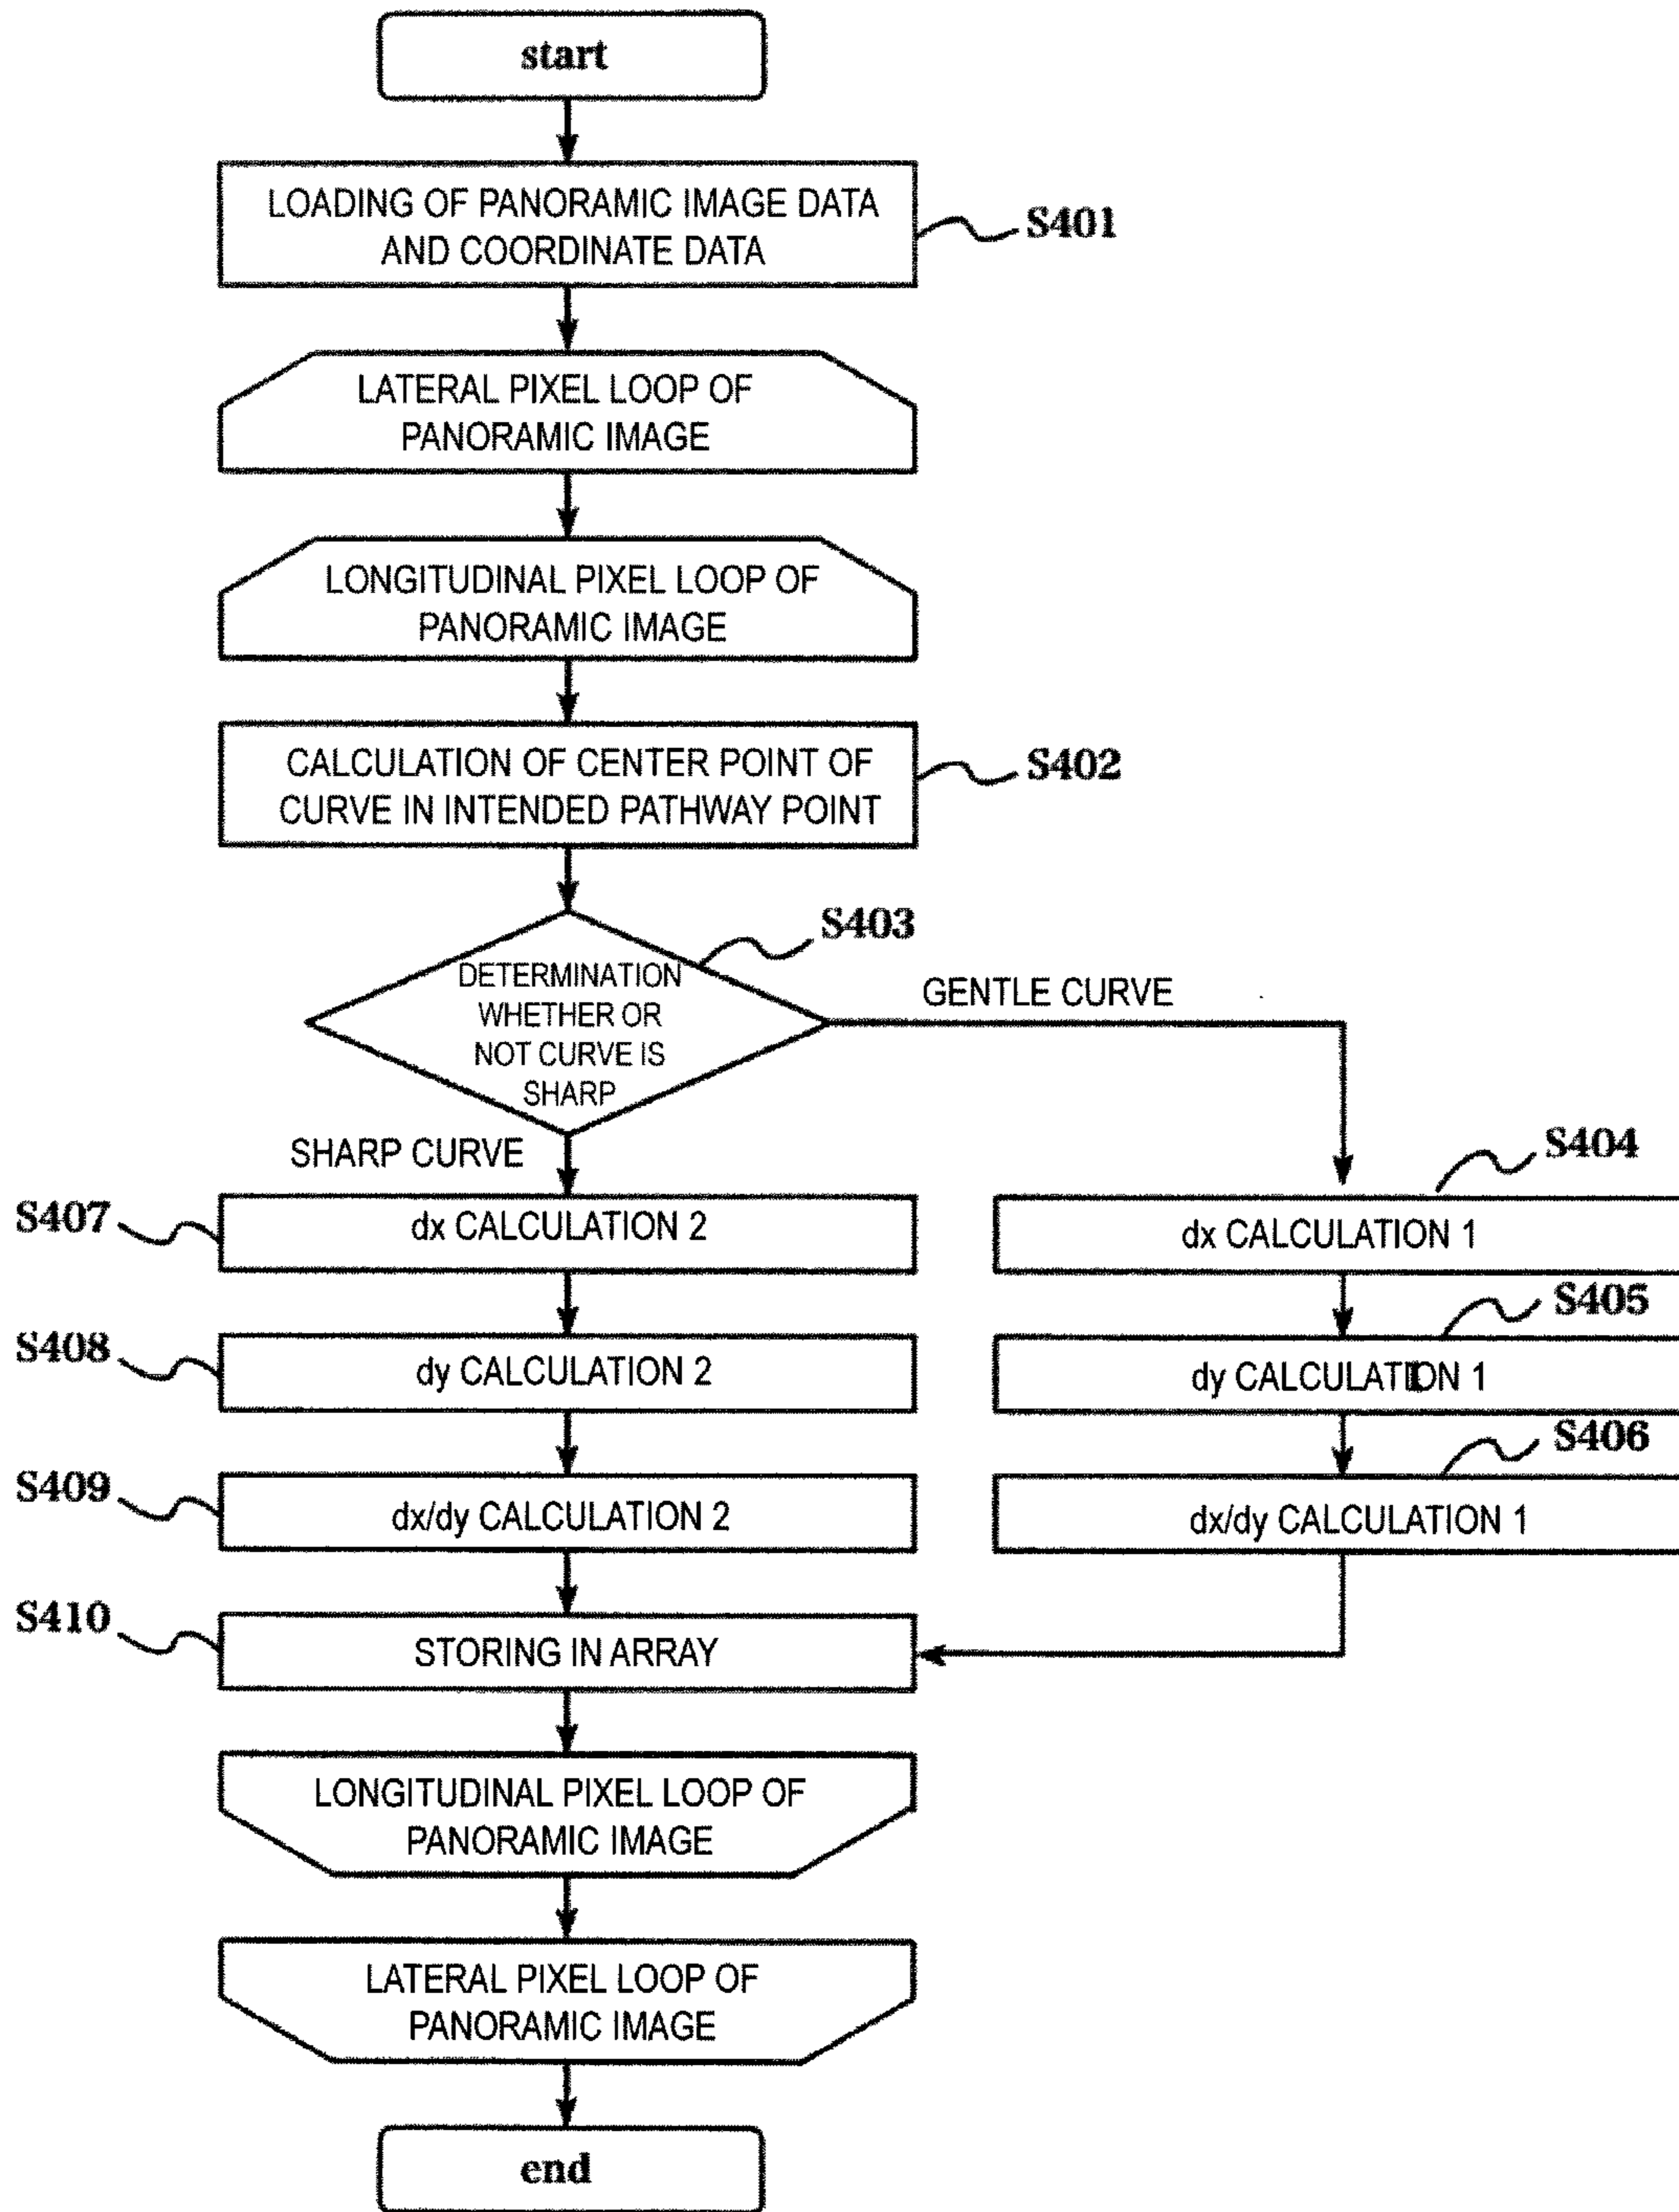 start
LOADING OF PANORAMIC IMAGE DATA
AND COORDINATE DATA
S401
LATERAL PIXEL LOOP OF
PANORAMIC IMAGE
LONGITUDINAL PIXEL LOOP OF
PANORAMIC IMAGE
CALCULATION OF CENTER POINT OF
CURVE IN INTENDED PATHWAY POINT
S402
S403
DETERMINATION
WHETHER OR
NOT CURVE IS
SHARP
GENTLE CURVE
SHARP CURVE
S404
S407
dx CALCULATION 2
dx CALCULATION 1
S405
S408
dy CALCULATION 2
dy CALCULATION 1
S406
S409
dx/dy CALCULATION 2
dx/dy CALCULATION 1
S410
STORING IN ARRAY
LONGITUDINAL PIXEL LOOP OF
PANORAMIC IMAGE
LATERAL PIXEL LOOP OF
PANORAMIC IMAGE
end